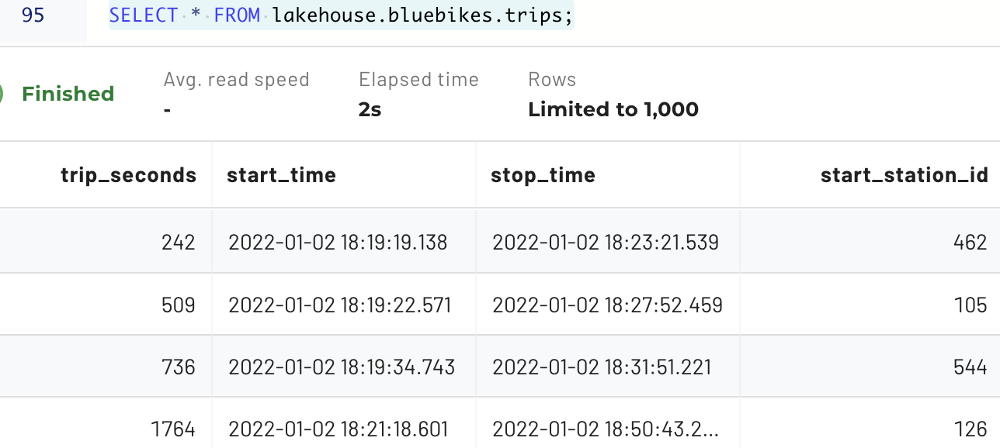 95 SELECT * FROM lakehouse.bluebikes.trips;
Avg. read speed Elapsed time Rows
Finished
- 2s Limited to 1,000
trip_seconds start_time stop_time start_station_id
242 2022-01-02 18:19:19.138 2022-01-02 18:23:21.539 462
509 2022-01-02 18:19:22.571 2022-01-02 18:27:52.459 105
736 2022-01-02 18:19:34.743 2022-01-02 18:31:51.221 544
1764 2022-01-02 18:21:18.601 2022-01-02 18:50:43.2... 126